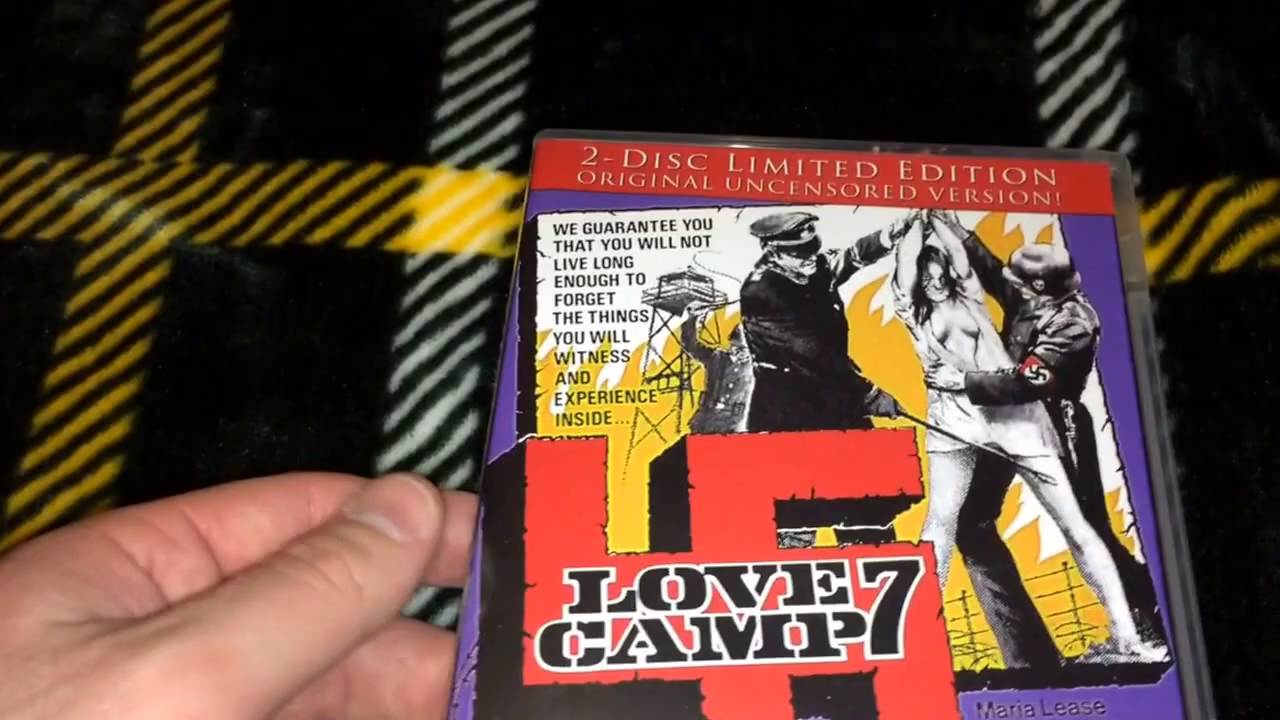 2-DISC LIMITED EDITION
ORIGINAL UNCENSORED VERSION!
WE GUARANTEE YOU
THAT YOU WILL NOT
LIVE LONG
ENOUGH TO
FORGET
THE THINGS
YOU WILL
WITNESS
AND
EXPERIENCE
INSIDE...
LOVE
CAMP 7
Maria Lease